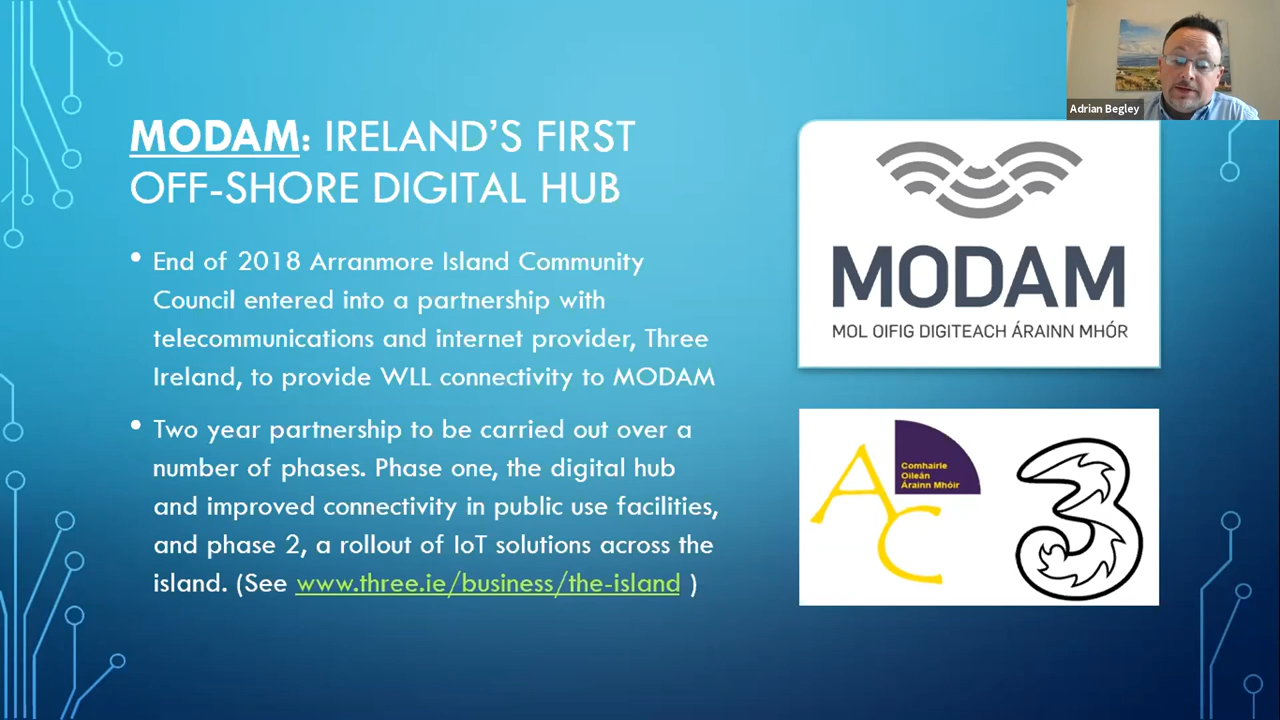 Adrian Begley
MODAM: IRELAND'S FIRST
OFF-SHORE DIGITAL HUB
• End of 2018 Arranmore Island Community
Council entered into a partnership with
telecommunications and internet provider, Three
Ireland, to provide WLL connectivity to MODAM
• Two year partnership to be carried out over a
number of phases. Phase one, the digital hub
and improved connectivity in public use facilities,
and phase 2, a rollout of IoT solutions across the
island. (See www.three.ie/business/the-island )
MODAM
MOL OIFIG DIGITEACH ÁRAINN MHÓR
AC
Comhairle
Oileán
Árainn Mhóir
3